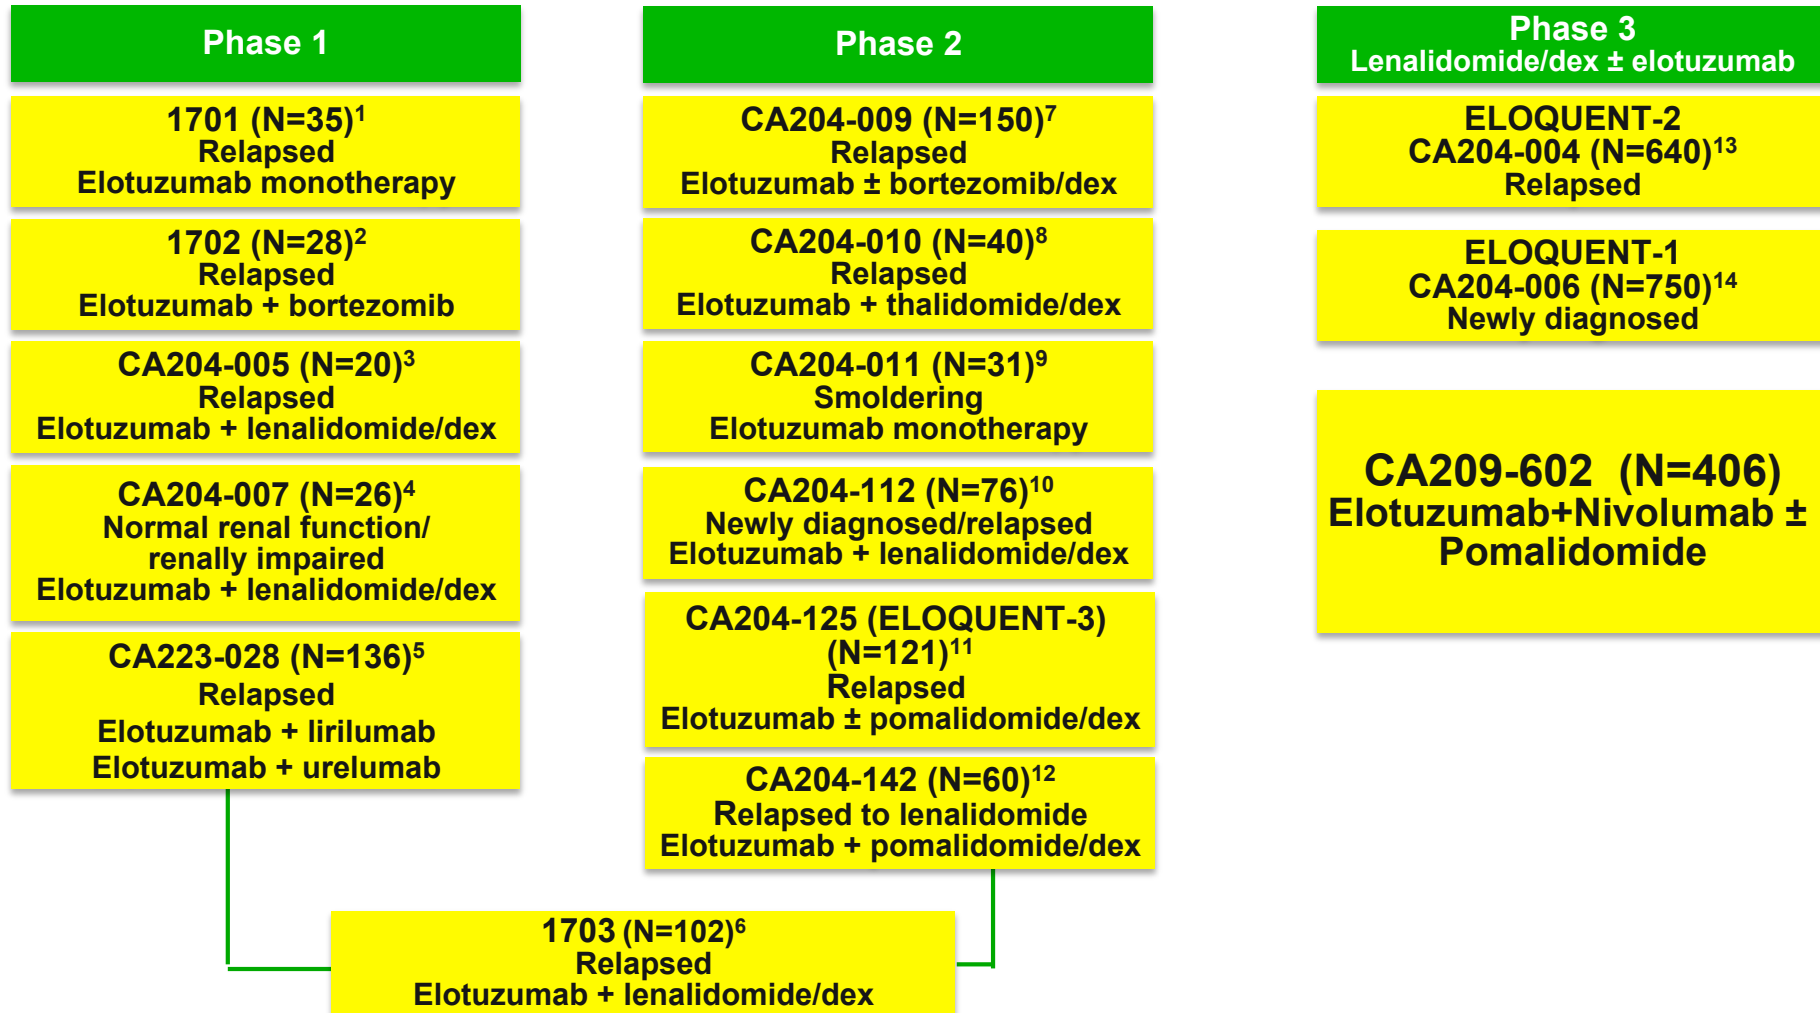 Phase 1
1701 (N=35)¹
Relapsed
Elotuzumab monotherapy
1702 (N=28)²
Relapsed
Elotuzumab + bortezomib
CA204-005 (N=20)³
Relapsed
Elotuzumab + lenalidomide/dex
CA204-007 (N=26)⁴
Normal renal function/
renally impaired
Elotuzumab + lenalidomide/dex
CA223-028 (N=136)⁵
Relapsed
Elotuzumab + lirilumab
Elotuzumab + urelumab
Phase 2
CA204-009 (N=150)⁷
Relapsed
Elotuzumab ± bortezomib/dex
CA204-010 (N=40)⁸
Relapsed
Elotuzumab + thalidomide/dex
CA204-011 (N=31)⁹
Smoldering
Elotuzumab monotherapy
CA204-112 (N=76)¹⁰
Newly diagnosed/relapsed
Elotuzumab + lenalidomide/dex
CA204-125 (ELOQUENT-3)
(N=121)¹¹
Relapsed
Elotuzumab ± pomalidomide/dex
CA204-142 (N=60)¹²
Relapsed to lenalidomide
Elotuzumab + pomalidomide/dex
1703 (N=102)⁶
Relapsed
Elotuzumab + lenalidomide/dex
Phase 3
Lenalidomide/dex ± elotuzumab
ELOQUENT-2
CA204-004 (N=640)¹³
Relapsed
ELOQUENT-1
CA204-006 (N=750)¹⁴
Newly diagnosed
CA209-602 (N=406)
Elotuzumab+Nivolumab ±
Pomalidomide